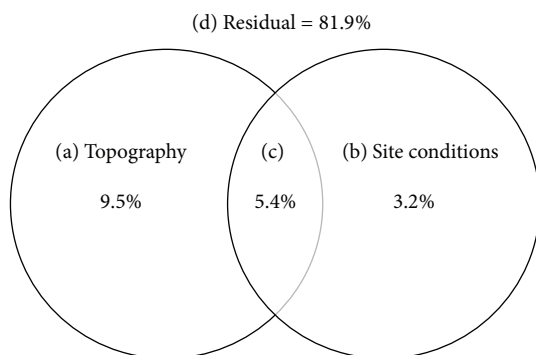 (d) Residual = 81.9%
(a) Topography
(c)
(b) Site conditions
9.5%
5.4%
3.2%